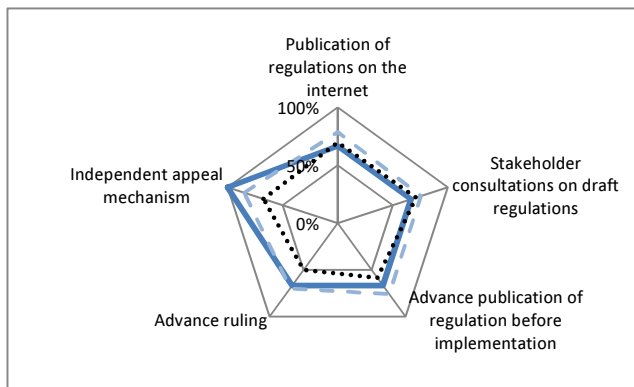 Publication of
regulations on the
internet
100%
50%
0%
Stakeholder
consultations on draft
regulations
Independent appeal
mechanism
Advance ruling
Advance publication of
regulation before
implementation